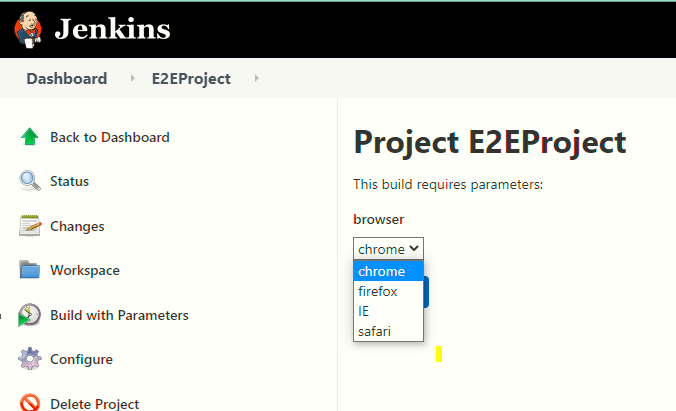 Jenkins
Dashboard
E2EProject
Back to Dashboard
Status
Changes
Workspace
Build with Parameters
Configure
Delete Project
Project E2EProject
This build requires parameters:
browser
chrome
chrome
firefox
IE
safari